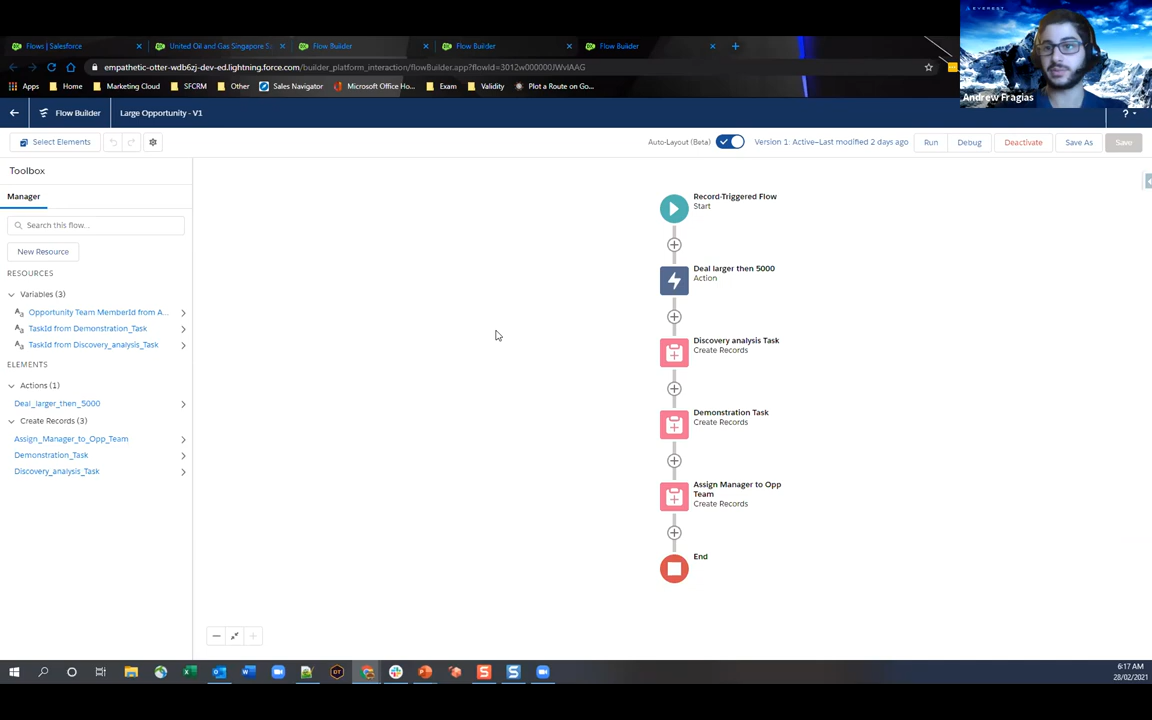 LEVEREST
Andrew Fragias
Flows | Salesforce
United Oil and Gas Singapore S
Flow Builder
Flow Builder
Flow Builder
empathetic-otter-wdb6zj-dev-ed.lightning.force.com/builder_platform_interaction/flowBuilder.app?flowId=3012w000000JWvIAAG
Apps Home Marketing Cloud SFCRM Other Sales Navigator Microsoft Office Ho... Exam Validity Plot a Route on Go...
Flow Builder Large Opportunity - V1 ?
Select Elements Auto-Layout (Beta) Version 1: Active—Last modified 2 days ago Run Debug Deactivate Save As Save
Toolbox
Manager
Search this flow...
New Resource
RESOURCES
Variables (3)
Opportunity Team MemberId from A...
TaskId from Demonstration_Task
TaskId from Discovery_analysis_Task
ELEMENTS
Actions (1)
Deal_larger_then_5000
Create Records (3)
Assign_Manager_to_Opp_Team
Demonstration_Task
Discovery_analysis_Task
Record-Triggered Flow
Start
Deal larger then 5000
Action
Discovery analysis Task
Create Records
Demonstration Task
Create Records
Assign Manager to Opp
Team
Create Records
End
6:17 AM
28/02/2021